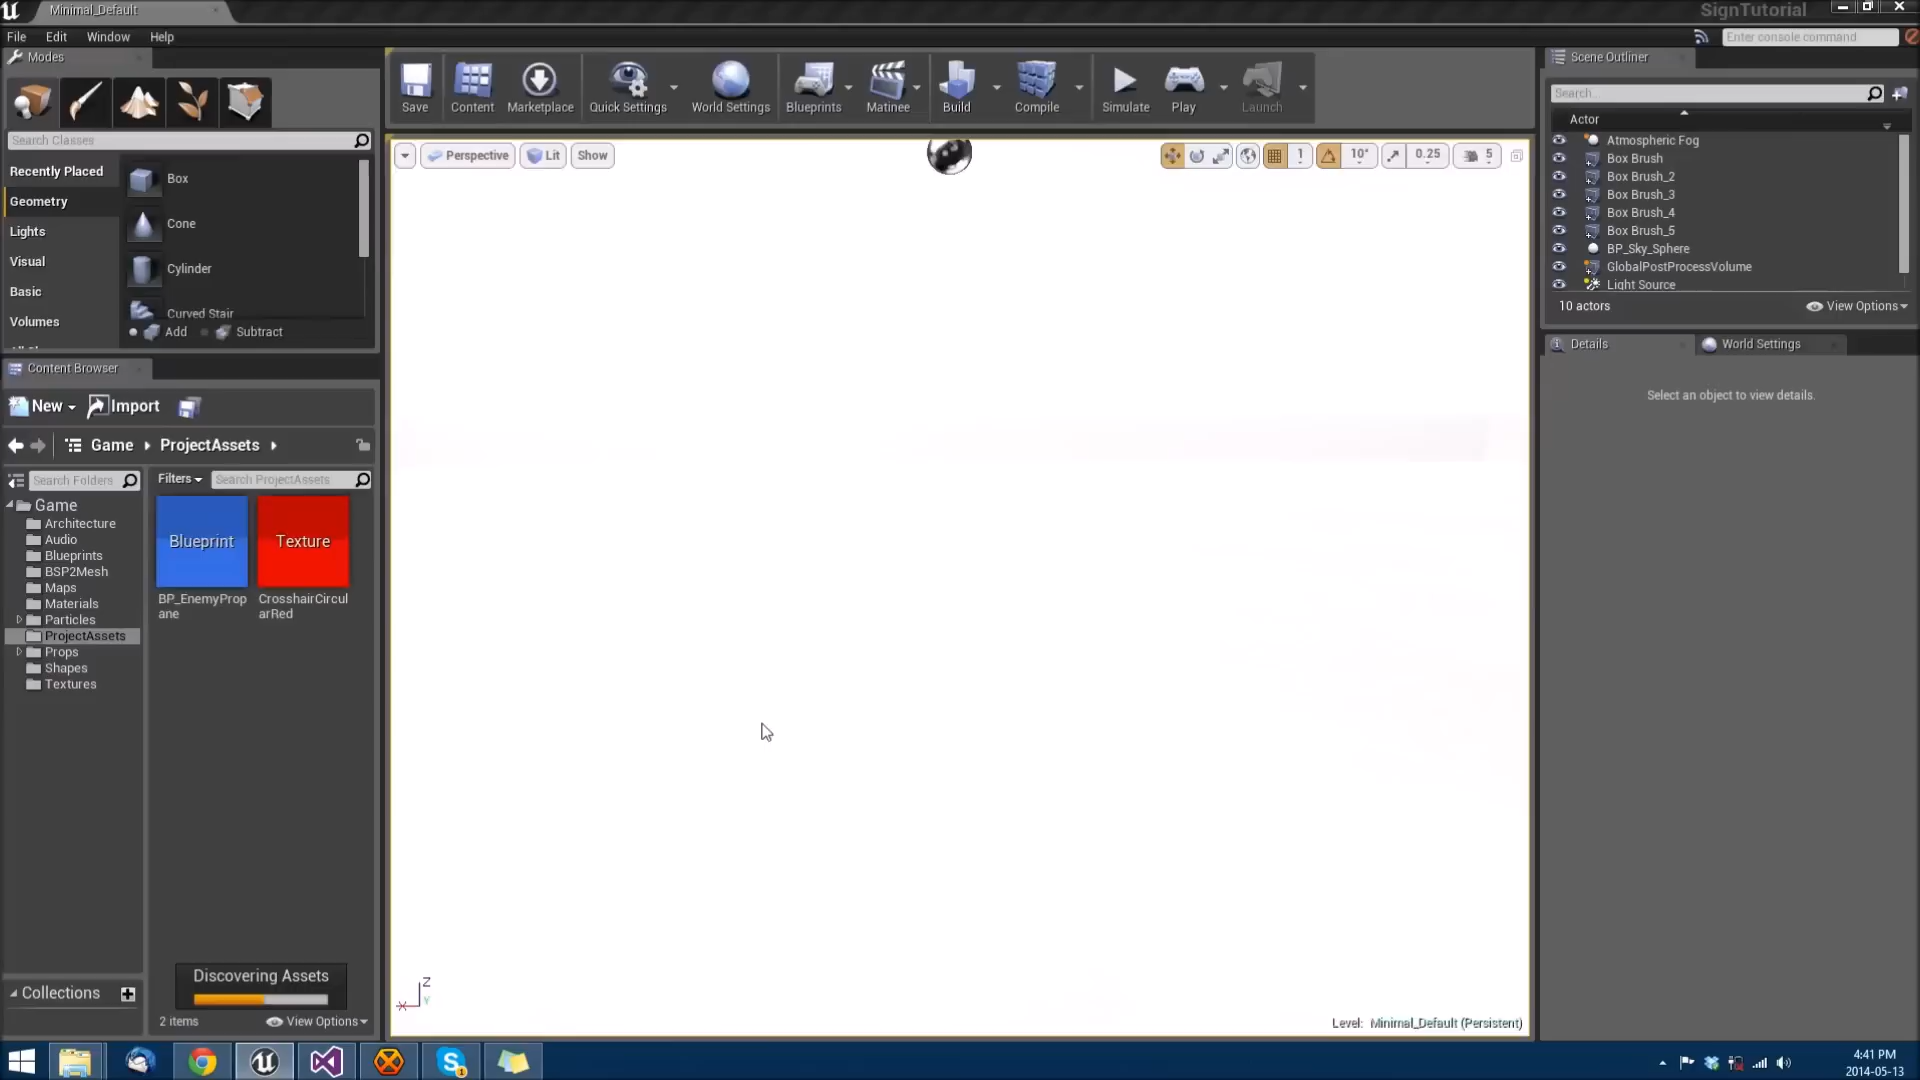 Minimal_Default
SignTutorial
File Edit Window Help
Enter console command
Modes
Search Classes
Recently Placed
Geometry
Lights
Visual
Basic
Volumes
Box
Cone
Cylinder
Curved Stair
Add Subtract
Save Content Marketplace Quick Settings World Settings Blueprints Matinee Build Compile Simulate Play Launch
Perspective Lit Show
1 10° 0.25 5
Scene Outliner
Search...
Actor
Atmospheric Fog
Box Brush
Box Brush_2
Box Brush_3
Box Brush_4
Box Brush_5
BP_Sky_Sphere
GlobalPostProcessVolume
Light Source
10 actors View Options
Details World Settings
Select an object to view details.
Content Browser
New Import
Game ProjectAssets
Search Folders
Filters Search ProjectAssets
Game
Architecture
Audio
Blueprints
BSP2Mesh
Maps
Materials
Particles
ProjectAssets
Props
Shapes
Textures
Blueprint Texture
BP_EnemyProp
ane
CrosshairCircul
arRed
Discovering Assets
Collections
2 items View Options
Z
Y
X
Level: Minimal_Default (Persistent)
4:41 PM
2014-05-13